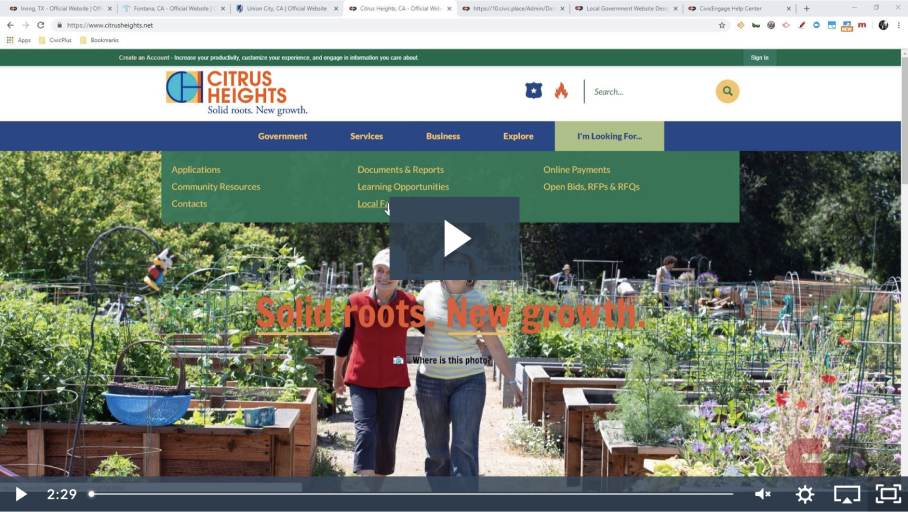 Irving, TX - Official Website | Offi
Fontana, CA - Official Website | O
Union City, CA | Official Website
Citrus Heights, CA - Official Web
https://10.civic.place/Admin/Do
Local Government Website Desi
CivicEngage Help Center
https://www.citrusheights.net
Apps
CivicPlus
Bookmarks
Create an Account - Increase your productivity, customize your experience, and engage in information you care about.
Sign In
CITRUS
HEIGHTS
Solid roots. New growth.
Search...
Government Services Business Explore I'm Looking For...
Applications Documents & Reports Online Payments
Community Resources Learning Opportunities Open Bids, RFPs & RFQs
Contacts Local Fa
Solid roots. New growth.
Where is this photo?
2:29